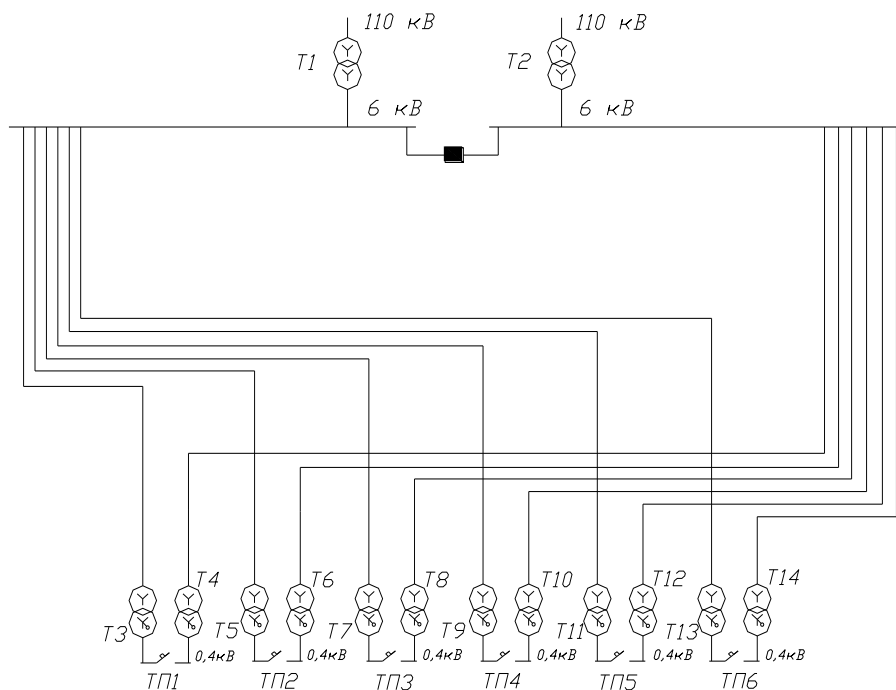 110 кВ 110 кВ
Т1 Т2
6 кВ 6 кВ
Т4 Т6 Т8 Т10 Т12 Т14
Т3 Т5 Т7 Т9 Т11 Т13
0,4кВ 0,4кВ 0,4кВ 0,4кВ 0,4кВ 0,4кВ
ТП1 ТП2 ТП3 ТП4 ТП5 ТП6